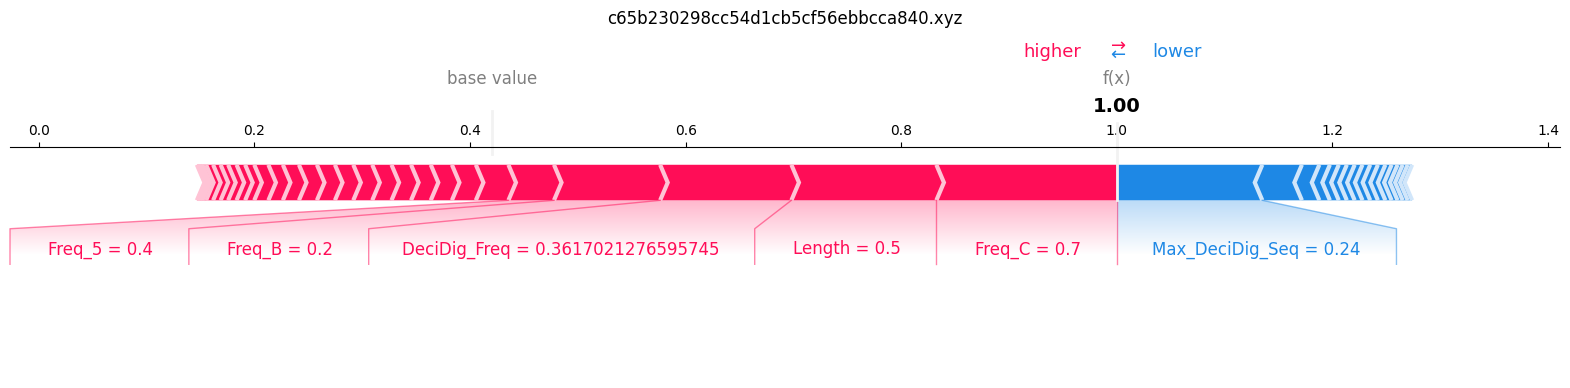 c65b230298cc54d1cb5cf56ebbcca840.xyz
higher ⇄ lower
base value f(x)
1.00
0.0 0.2 0.4 0.6 0.8 1.0 1.2 1.4
Freq_5 = 0.4 Freq_B = 0.2 DeciDig_Freq = 0.3617021276595745 Length = 0.5 Freq_C = 0.7 Max_DeciDig_Seq = 0.24